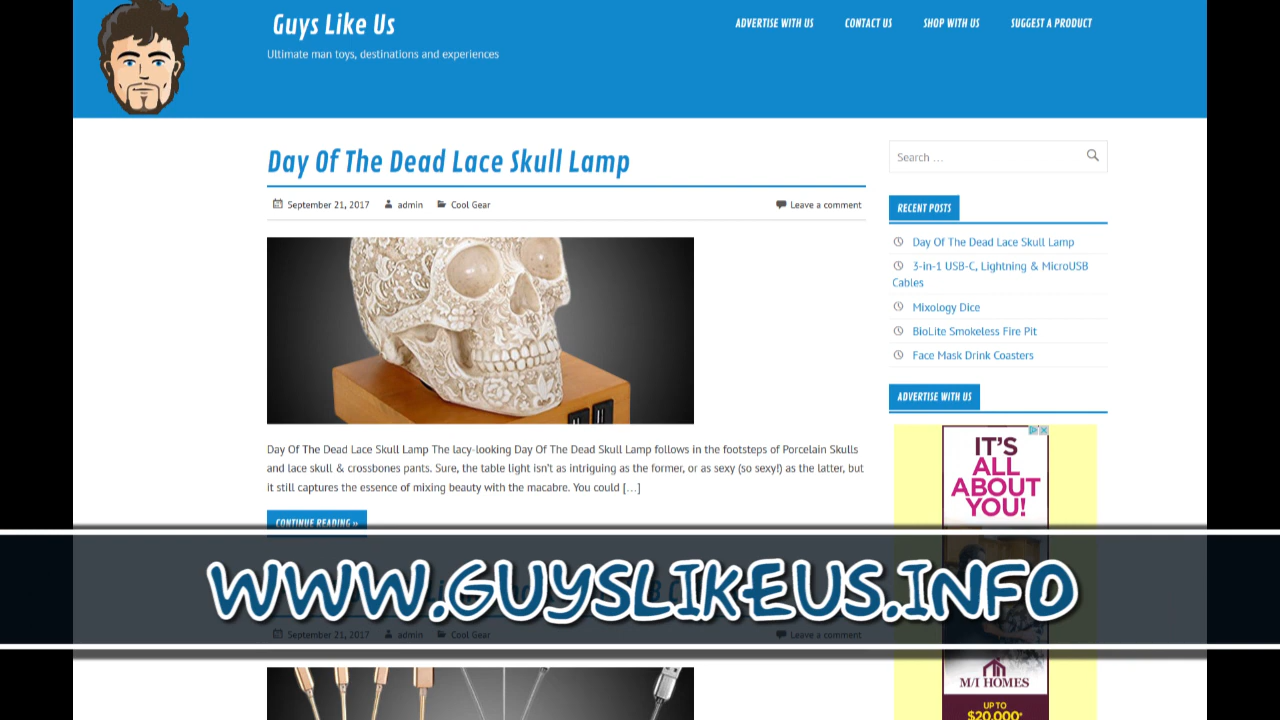 Guys Like Us
Ultimate man toys, destinations and experiences
ADVERTISE WITH US
CONTACT US
SHOP WITH US
SUGGEST A PRODUCT
Day Of The Dead Lace Skull Lamp
September 21, 2017 admin Cool Gear Leave a comment
Day Of The Dead Lace Skull Lamp The lacy-looking Day Of The Dead Skull Lamp follows in the footsteps of Porcelain Skulls
and lace skull & crossbones pants. Sure, the table light isn't as intriguing as the former, or as sexy (so sexy!) as the latter, but
it still captures the essence of mixing beauty with the macabre. You could [...]
CONTINUE READING »
September 21, 2017 admin Cool Gear Leave a comment
Search ...
RECENT POSTS
Day Of The Dead Lace Skull Lamp
3-in-1 USB-C, Lightning & MicroUSB
Cables
Mixology Dice
BioLite Smokeless Fire Pit
Face Mask Drink Coasters
ADVERTISE WITH US
IT'S
ALL
ABOUT
YOU!
M/I HOMES
UP TO
$20,000*
WWW.GUYSLIKEUS.INFO